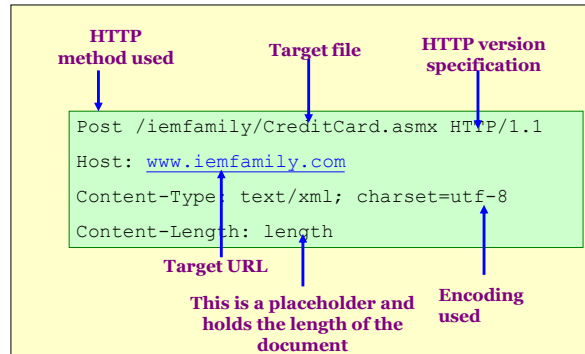 HTTP
method used
Target file
HTTP version
specification
Post /iemfamily/CreditCard.asmx HTTP/1.1
Host: www.iemfamily.com
Content-Type: text/xml; charset=utf-8
Content-Length: length
Target URL
This is a placeholder and
holds the length of the
document
Encoding
used